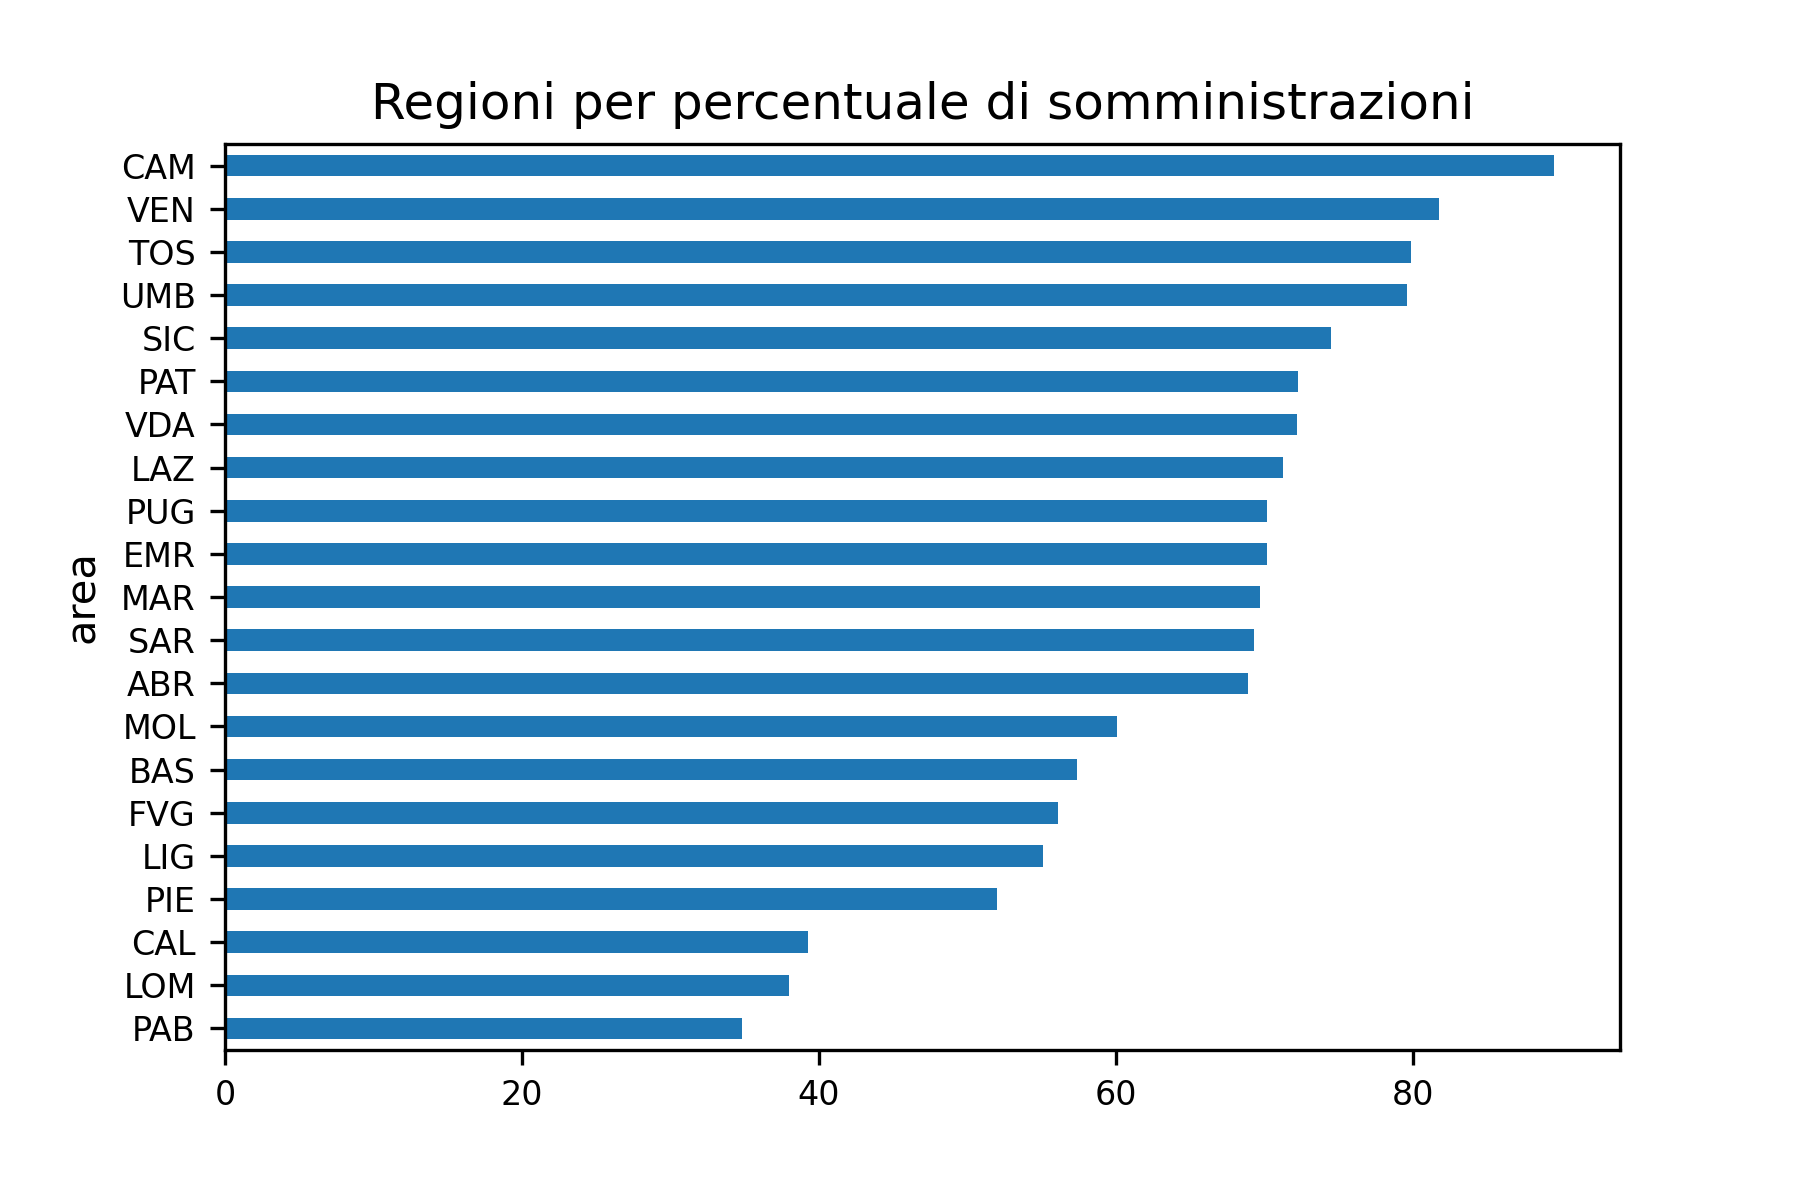 Regioni per percentuale di somministrazioni
CAM
VEN
TOS
UMB
SIC
PAT
VDA
LAZ
PUG
EMR
MAR
SAR
ABR
MOL
BAS
FVG
LIG
PIE
CAL
LOM
PAB
area
0 20 40 60 80